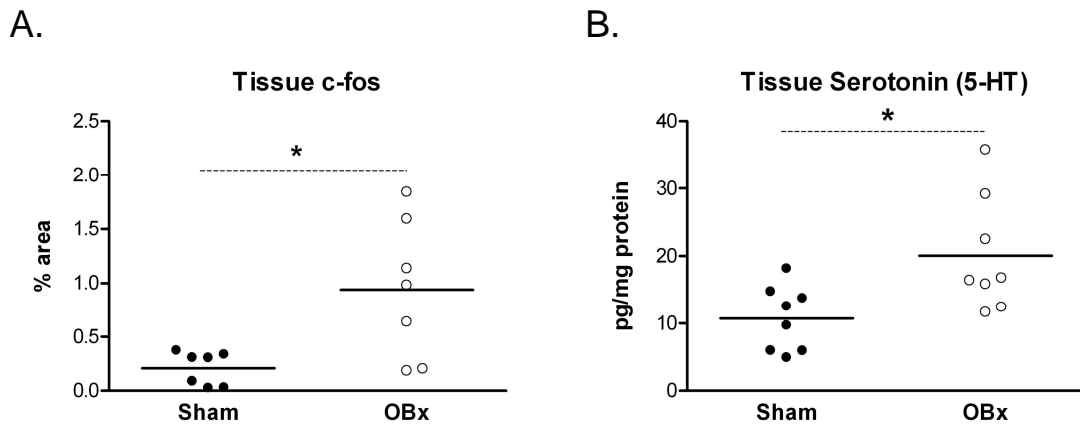 A.
Tissue c-fos
2.5
2.0
1.5
1.0
0.5
0.0
% area
*
Sham
OBx
B.
Tissue Serotonin (5-HT)
40
30
20
10
0
pg/mg protein
*
Sham
OBx